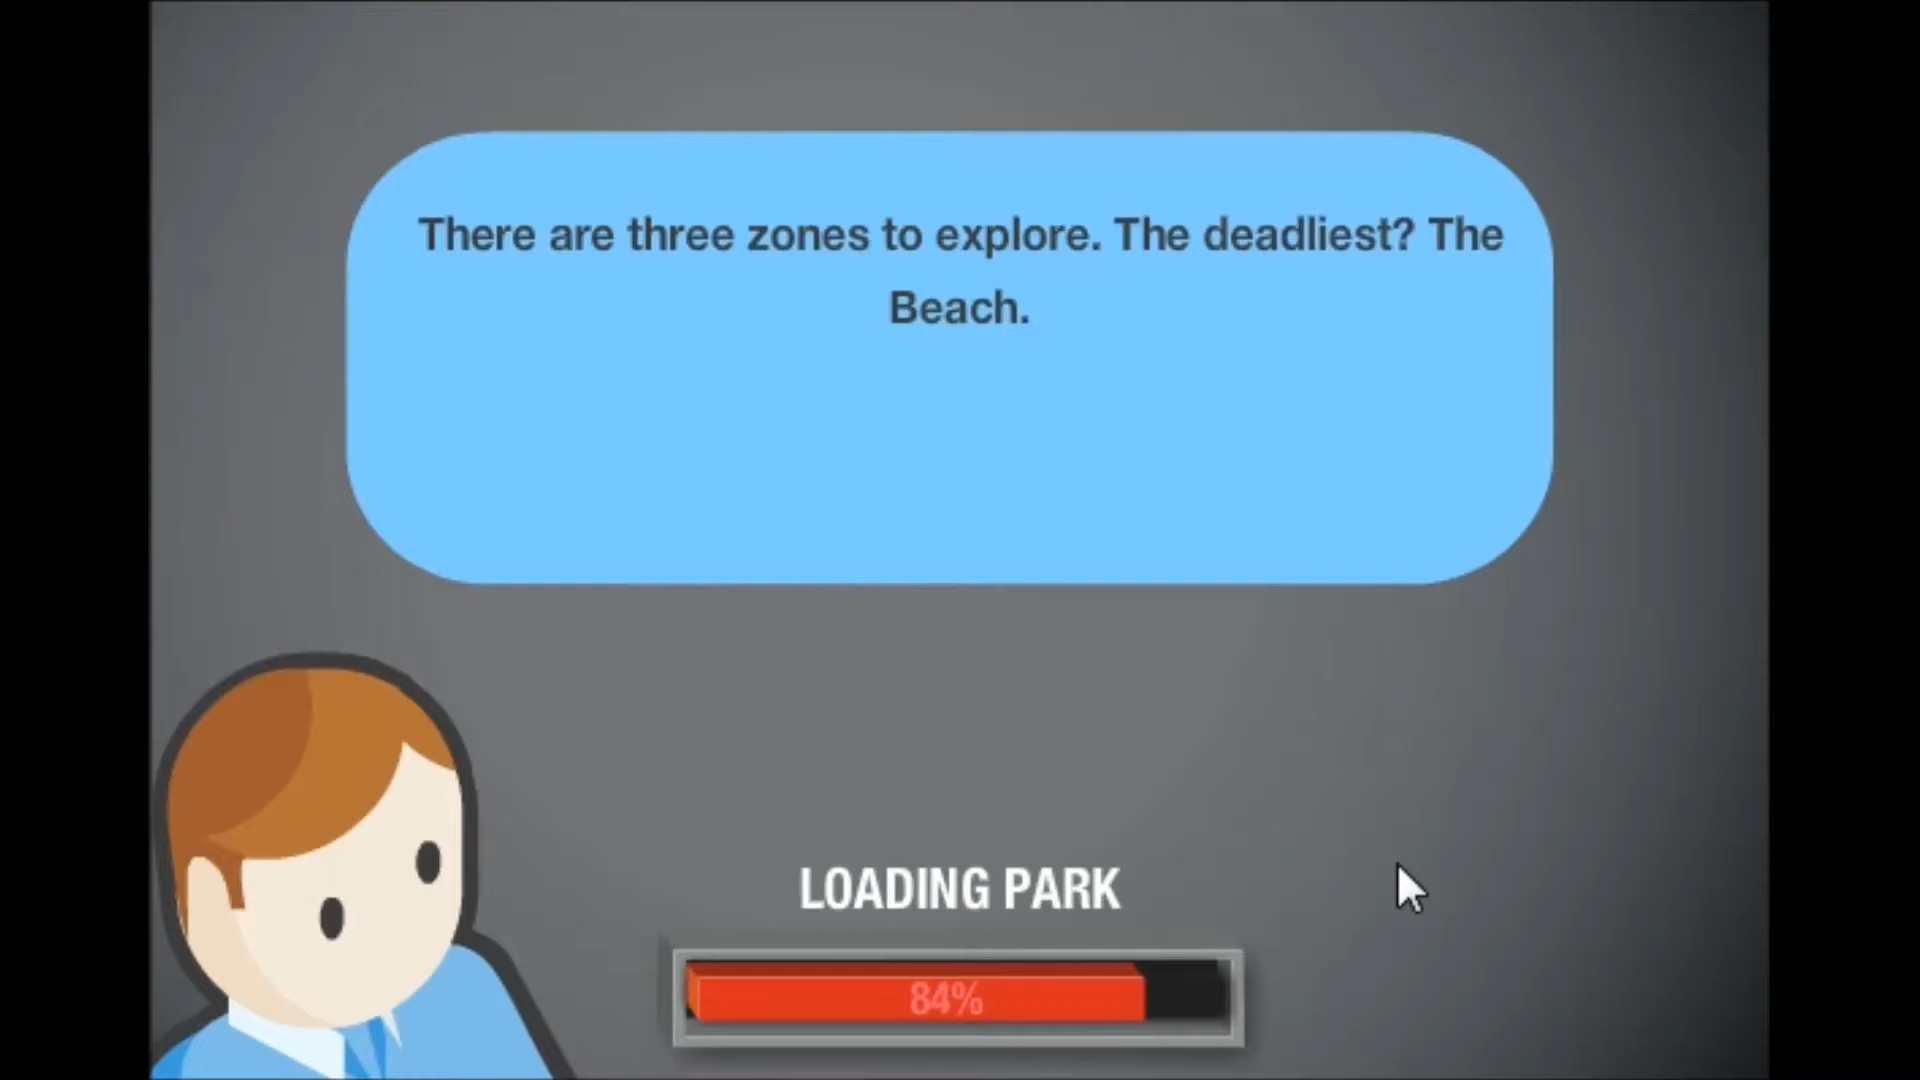 There are three zones to explore. The deadliest? The
Beach.
LOADING PARK
84%